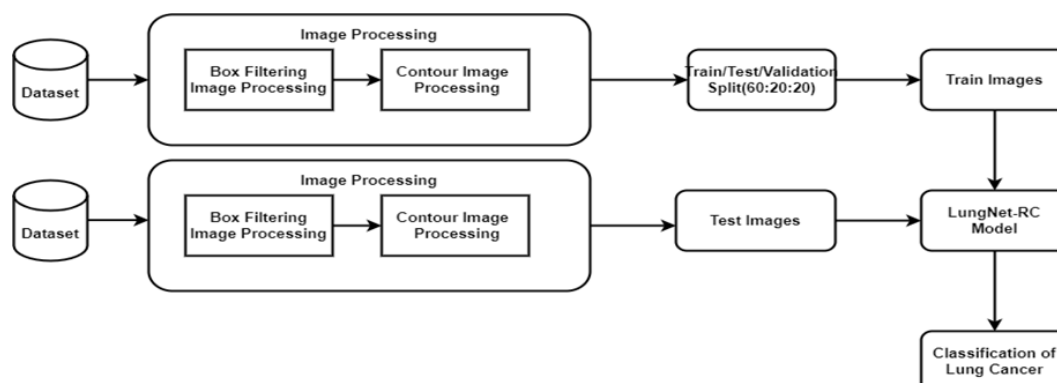 Image Processing
Dataset
Box Filtering
Image Processing
Contour Image
Processing
Train/Test/Validation
Split(60:20:20)
Train Images
Image Processing
Dataset
Box Filtering
Image Processing
Contour Image
Processing
Test Images
LungNet-RC
Model
Classification of
Lung Cancer